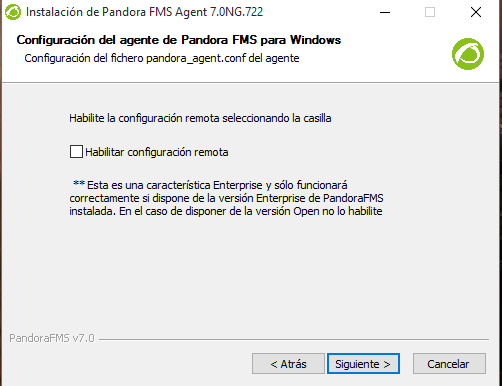 Instalación de Pandora FMS Agent 7.0NG.722
Configuración del agente de Pandora FMS para Windows
Configuración del fichero pandora_agent.conf del agente
Habilite la configuración remota seleccionando la casilla
Habilitar configuración remota
** Esta es una característica Enterprise y sólo funcionará
correctamente si dispone de la versión Enterprise de PandoraFMS
instalada. En el caso de disponer de la versión Open no lo habilite
PandoraFMS v7.0
< Atrás
Siguiente >
Cancelar